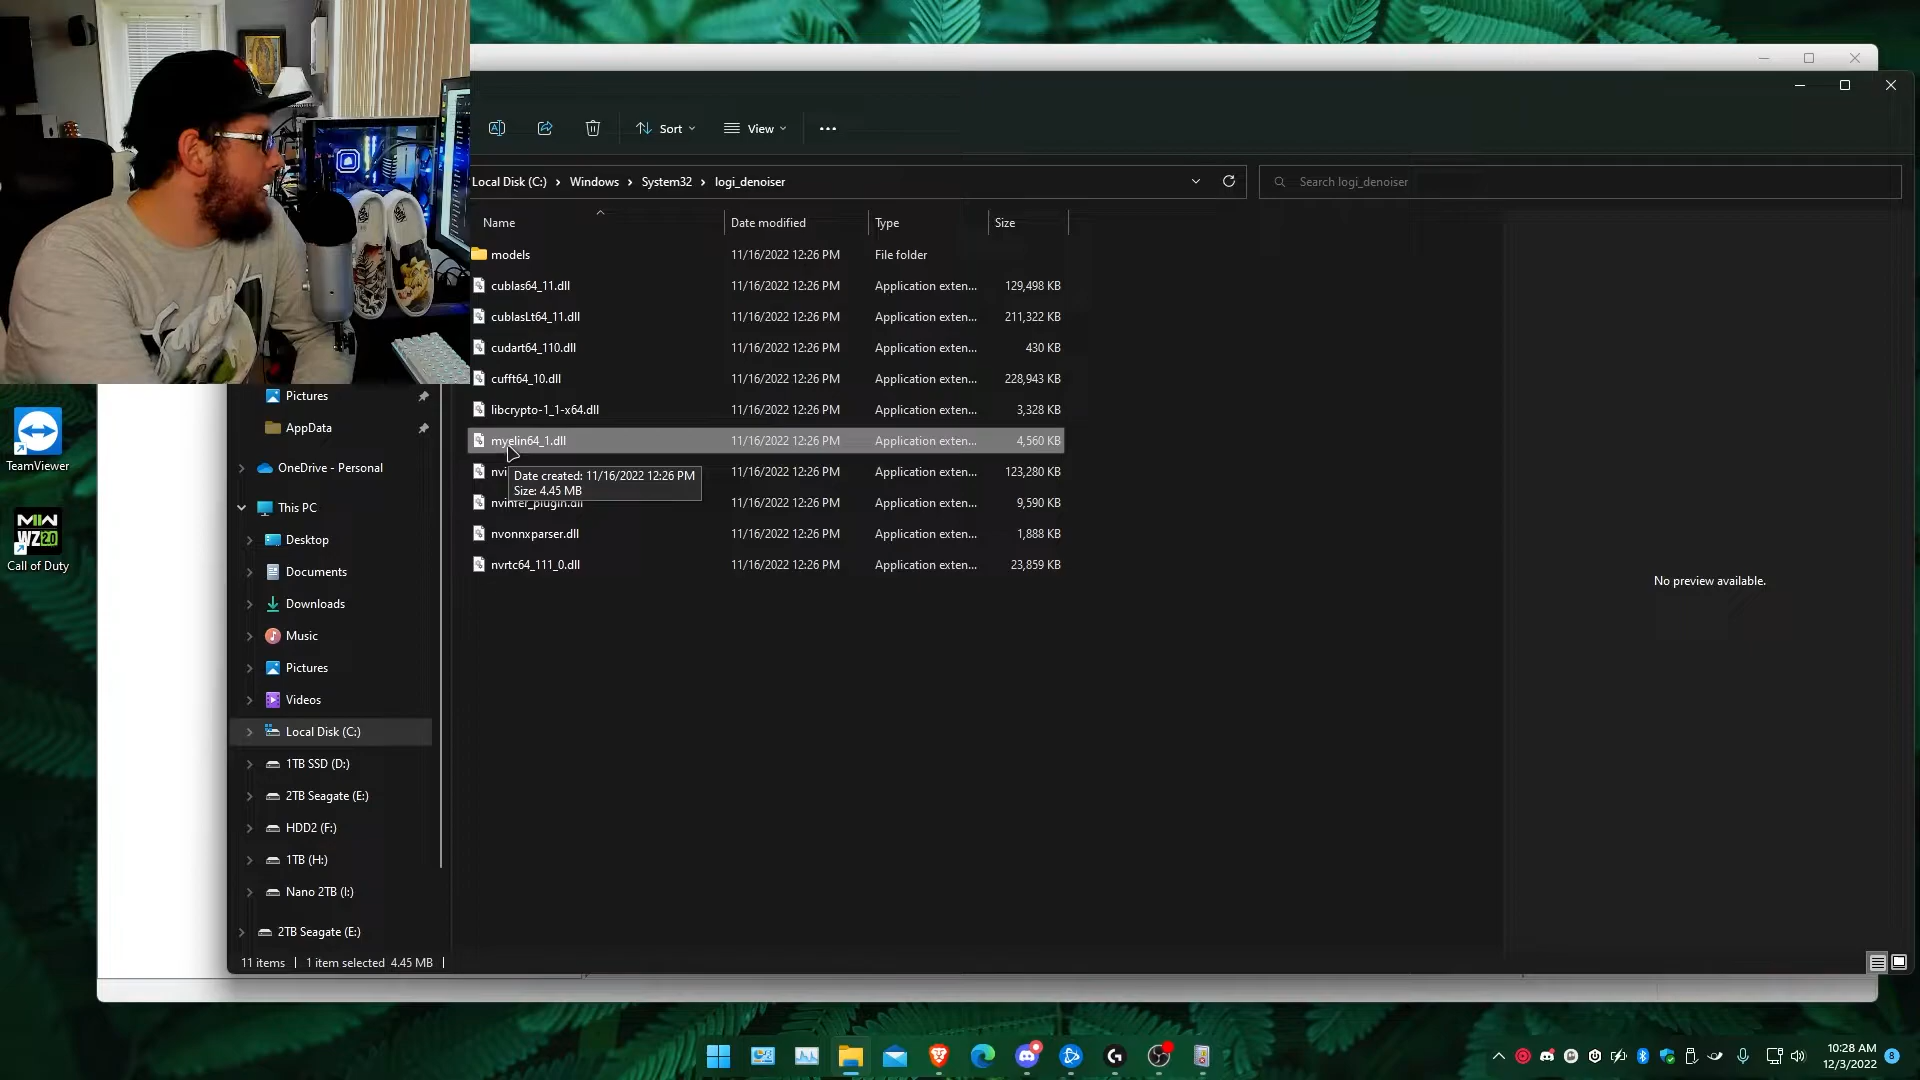 Sort
View
Local Disk (C:) > Windows > System32 > logi_denoiser
Search logi_denoiser
Name Date modified Type Size
models 11/16/2022 12:26 PM File folder
cublas64_11.dll 11/16/2022 12:26 PM Application exten... 129,498 KB
cublasLt64_11.dll 11/16/2022 12:26 PM Application exten... 211,322 KB
cudart64_110.dll 11/16/2022 12:26 PM Application exten... 430 KB
cufft64_10.dll 11/16/2022 12:26 PM Application exten... 228,943 KB
libcrypto-1_1-x64.dll 11/16/2022 12:26 PM Application exten... 3,328 KB
myelin64_1.dll 11/16/2022 12:26 PM Application exten... 4,560 KB
nvi 11/16/2022 12:26 PM Application exten... 123,280 KB
Date created: 11/16/2022 12:26 PM
Size: 4.45 MB
nvinfer_plugin.dll 11/16/2022 12:26 PM Application exten... 9,590 KB
nvonnxparser.dll 11/16/2022 12:26 PM Application exten... 1,888 KB
nvrtc64_111_0.dll 11/16/2022 12:26 PM Application exten... 23,859 KB
No preview available.
Pictures
AppData
OneDrive - Personal
This PC
Desktop
Documents
Downloads
Music
Pictures
Videos
Local Disk (C:)
1TB SSD (D:)
2TB Seagate (E:)
HDD2 (F:)
1TB (H:)
Nano 2TB (I:)
2TB Seagate (E:)
11 items | 1 item selected 4.45 MB |
TeamViewer
MWII
WZ2.0
Call of Duty
10:28 AM
12/3/2022
8